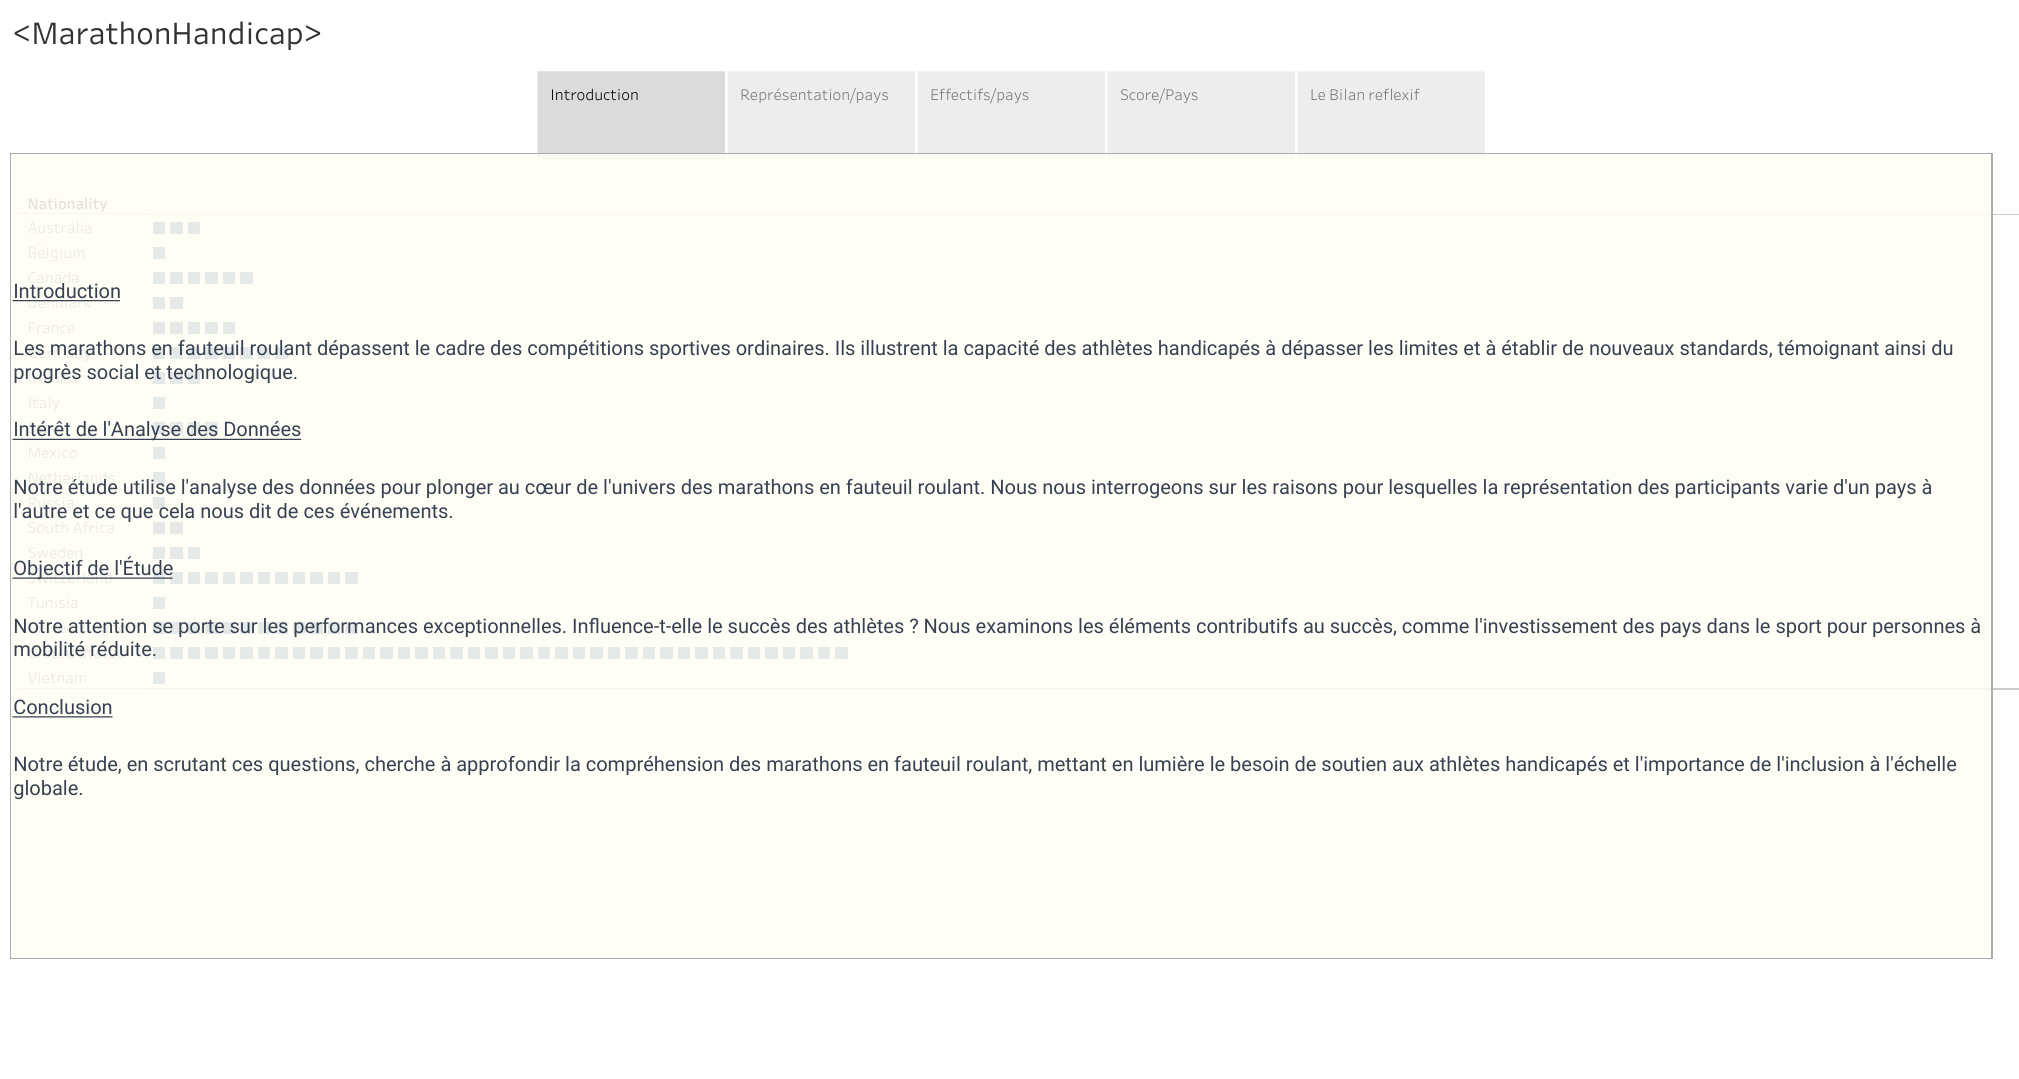 <MarathonHandicap>
Introduction
Représentation/pays
Effectifs/pays
Score/Pays
Le Bilan reflexif
Nationality
Australia
Belgium
Canada
Introduction
Denmark
France
Les marathons en fauteuil roulant dépassent le cadre des compétitions sportives ordinaires. Ils illustrent la capacité des athlètes handicapés à dépasser les limites et à établir de nouveaux standards, témoignant ainsi du
progrès social et technologique.
Italy
Intérêt de l'Analyse des Données
Mexico
Netherlands
Notre étude utilise l'analyse des données pour plonger au cœur de l'univers des marathons en fauteuil roulant. Nous nous interrogeons sur les raisons pour lesquelles la représentation des participants varie d'un pays à
Russia
l'autre et ce que cela nous dit de ces événements.
South Africa
Sweden
Objectif de l'Étude
Switzerland
Tunisia
Notre attention se porte sur les performances exceptionnelles. Influence-t-elle le succès des athlètes ? Nous examinons les éléments contributifs au succès, comme l'investissement des pays dans le sport pour personnes à
mobilité réduite.
Vietnam
Conclusion
Notre étude, en scrutant ces questions, cherche à approfondir la compréhension des marathons en fauteuil roulant, mettant en lumière le besoin de soutien aux athlètes handicapés et l'importance de l'inclusion à l'échelle
globale.